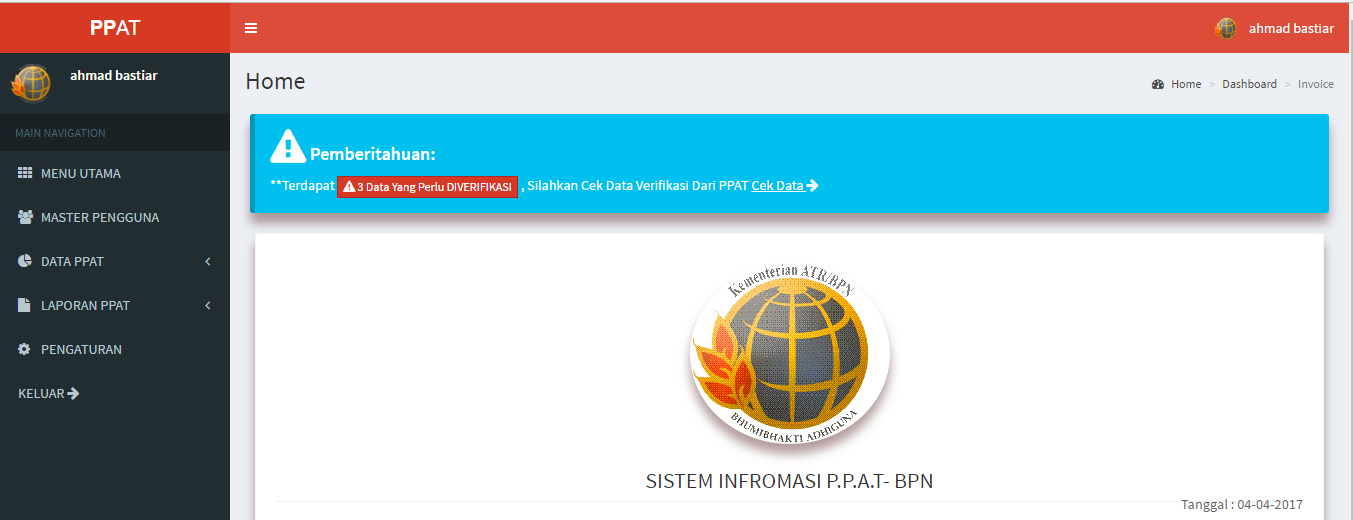 PPAT
ahmad bastiar
ahmad bastiar
MAIN NAVIGATION
MENU UTAMA
MASTER PENGGUNA
DATA PPAT
LAPORAN PPAT
PENGATURAN
KELUAR
Home
Home > Dashboard > Invoice
Pemberitahuan:
**Terdapat 3 Data Yang Perlu DIVERIFIKASI , Silahkan Cek Data Verifikasi Dari PPAT Cek Data
Kementerian ATR/BPN
BHUMIBHAKTI ADHIGUNA
SISTEM INFROMASI P.P.A.T- BPN
Tanggal : 04-04-2017